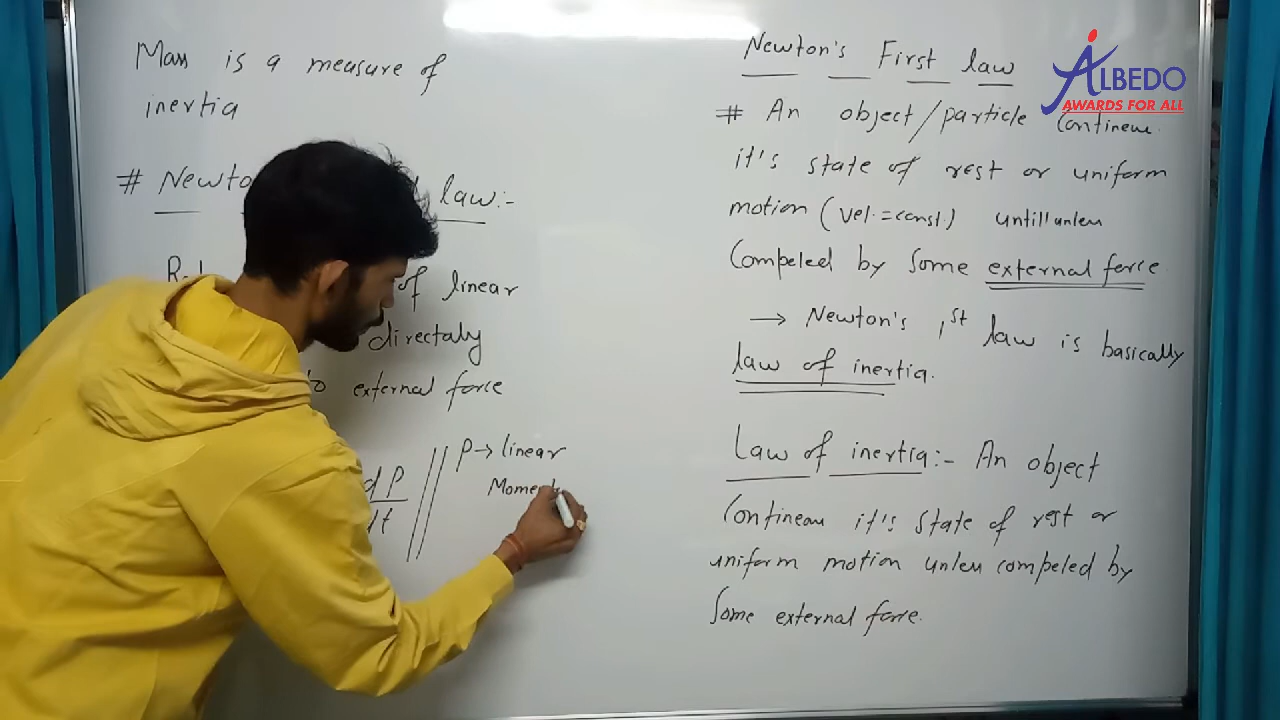 Mass is a measure of
inertia
# Newto law:-
of linear
directaly
to external force
dP
dt
P→ linear
Moment
Newton's First law
# An object/particle Contineue
it's state of rest or uniform
motion (Vel.=const.) untill unless
Compeled by Some external force
→ Newton's 1st law is basically
law of inertia.
Law of inertia:- An object
Contineau it's State of rest or
uniform motion unless compeled by
Some external force.
ALBEDO
AWARDS FOR ALL